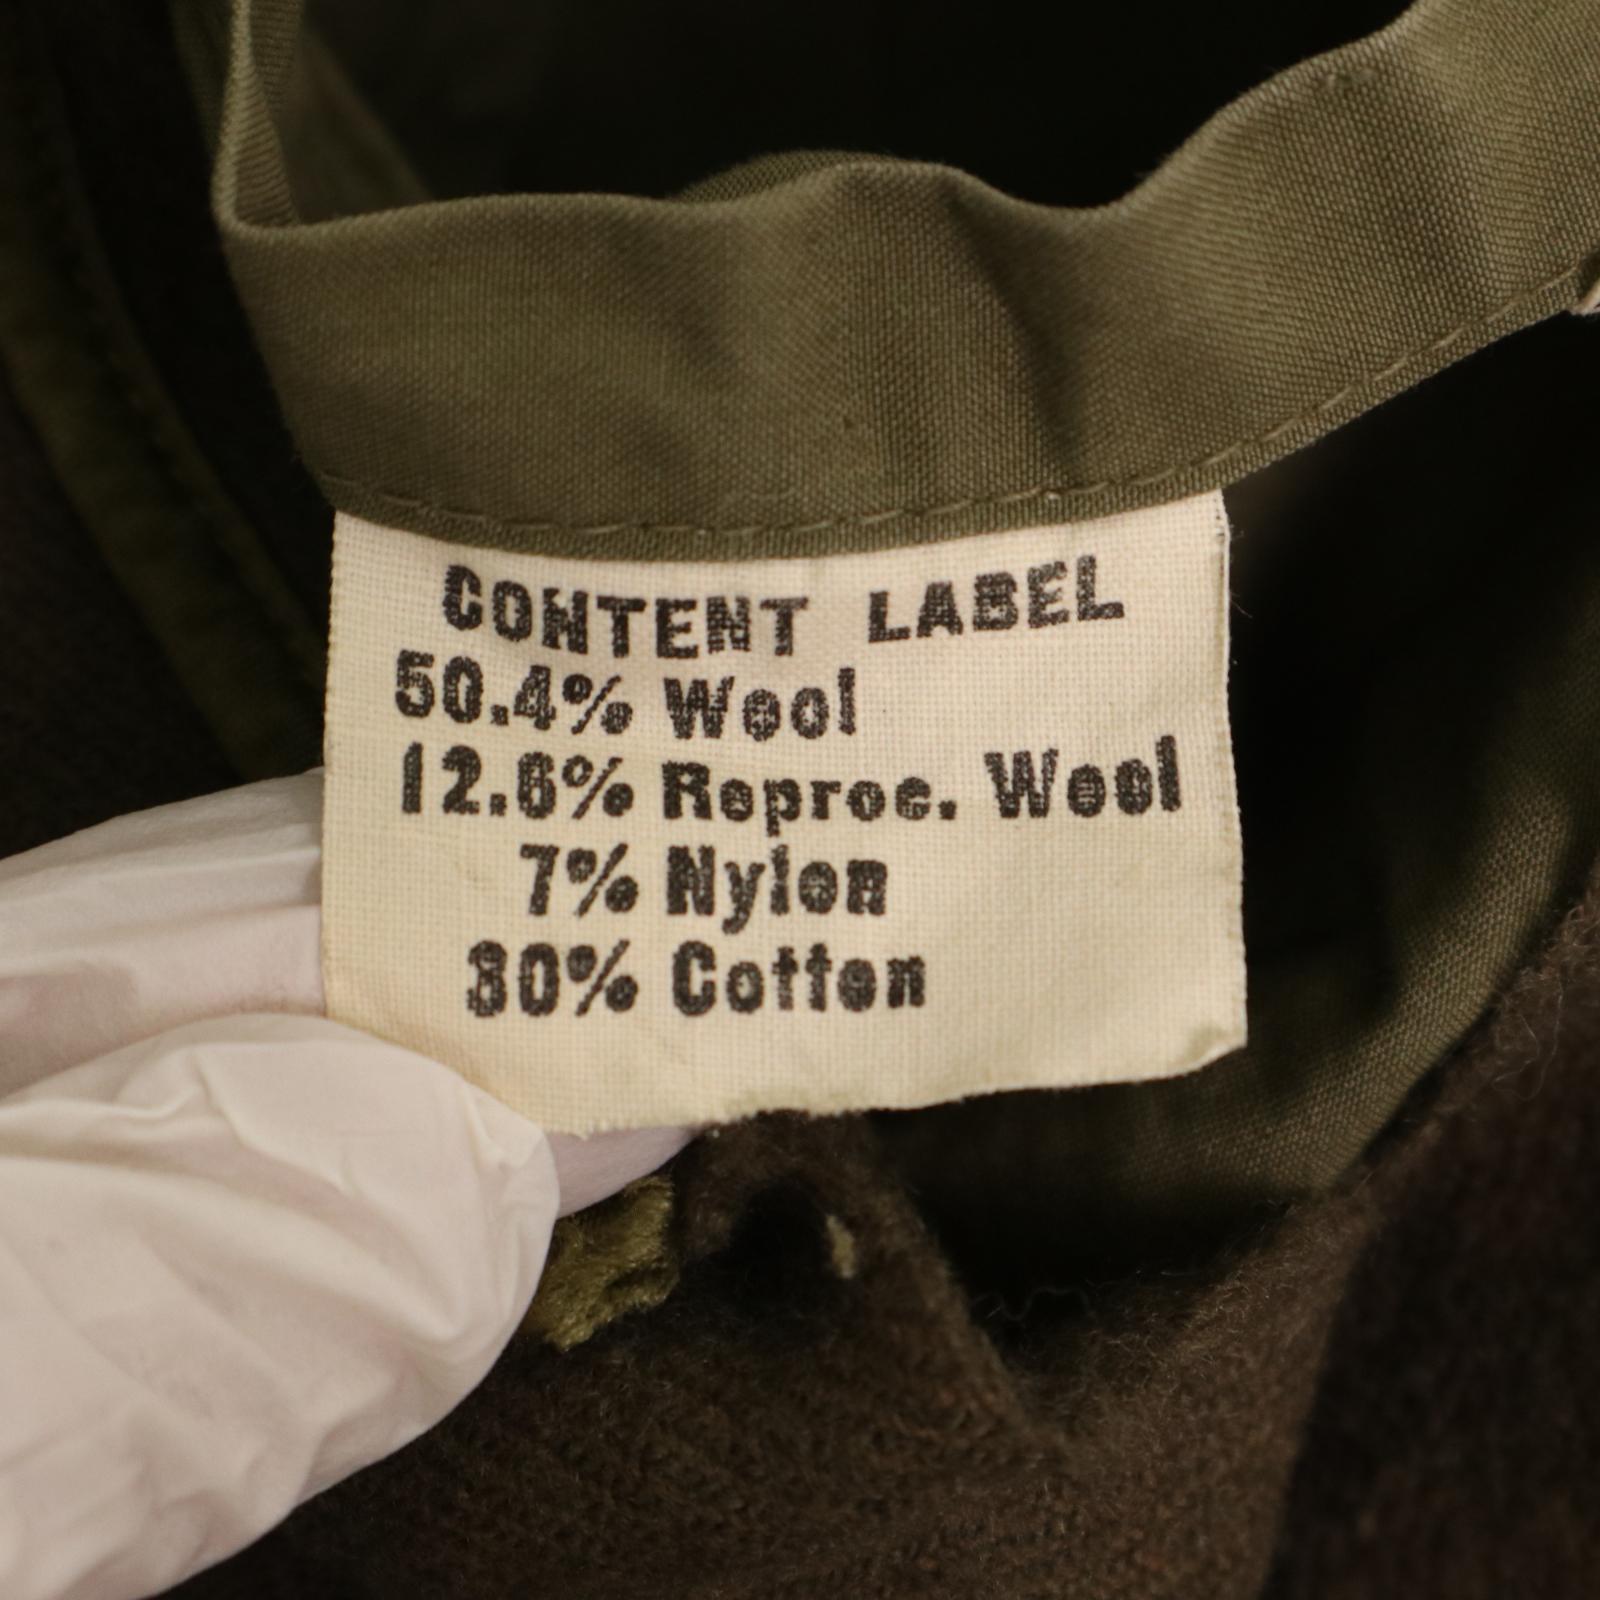 CONTENT LABEL
50.4% Wool
12.6% Reproc. Wool
7% Nylon
30% Cotton